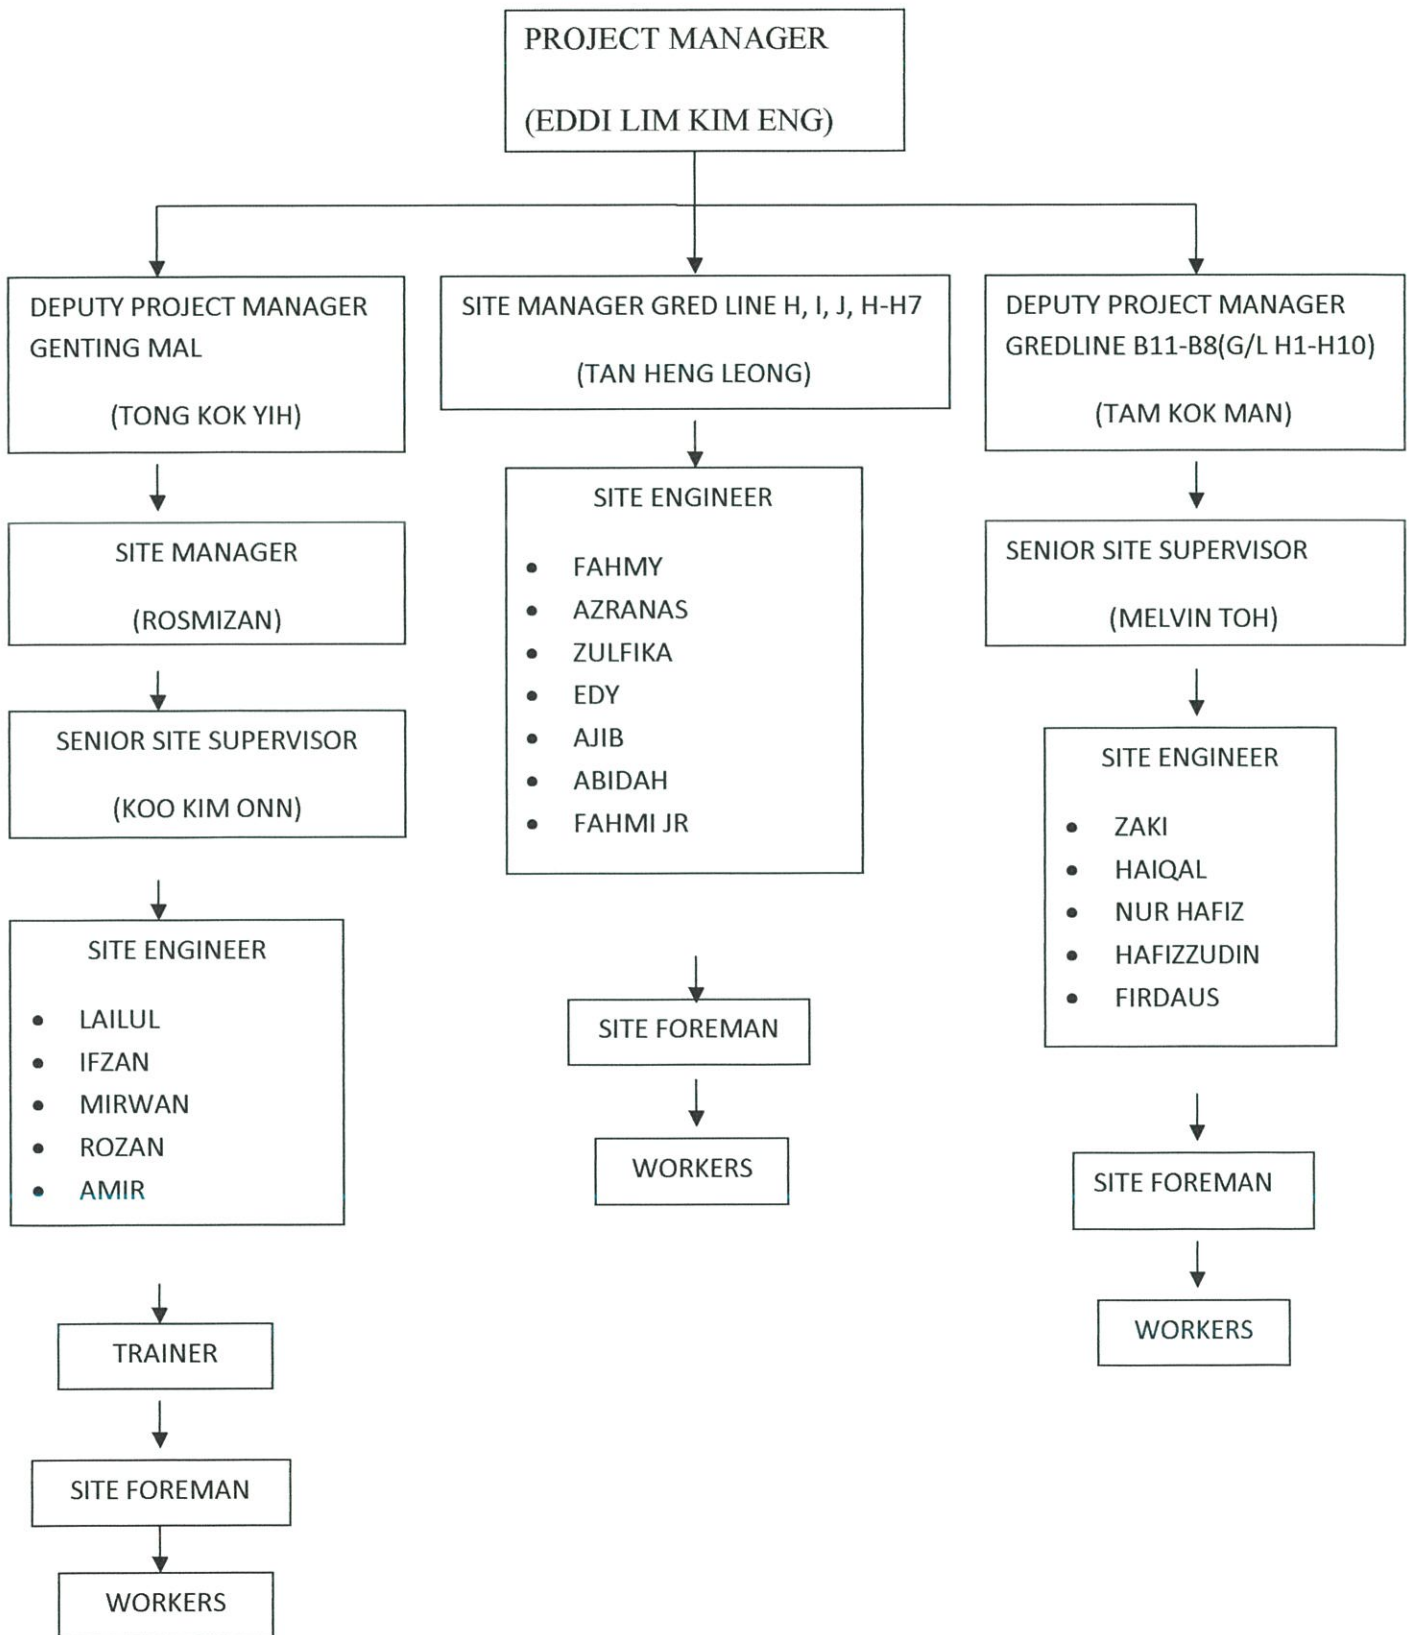 PROJECT MANAGER
(EDDI LIM KIM ENG)
DEPUTY PROJECT MANAGER
GENTING MAL
(TONG KOK YIH)
SITE MANAGER
(ROSMIZAN)
SENIOR SITE SUPERVISOR
(KOO KIM ONN)
SITE ENGINEER
• LAILUL
• IFZAN
• MIRWAN
• ROZAN
• AMIR
TRAINER
SITE FOREMAN
WORKERS
SITE MANAGER GRED LINE H, I, J, H-H7
(TAN HENG LEONG)
SITE ENGINEER
• FAHMY
• AZRANAS
• ZULFIKA
• EDY
• AJIB
• ABIDAH
• FAHMI JR
SITE FOREMAN
WORKERS
DEPUTY PROJECT MANAGER
GREDLINE B11-B8(G/L H1-H10)
(TAM KOK MAN)
SENIOR SITE SUPERVISOR
(MELVIN TOH)
SITE ENGINEER
• ZAKI
• HAIQAL
• NUR HAFIZ
• HAFIZZUDIN
• FIRDAUS
SITE FOREMAN
WORKERS